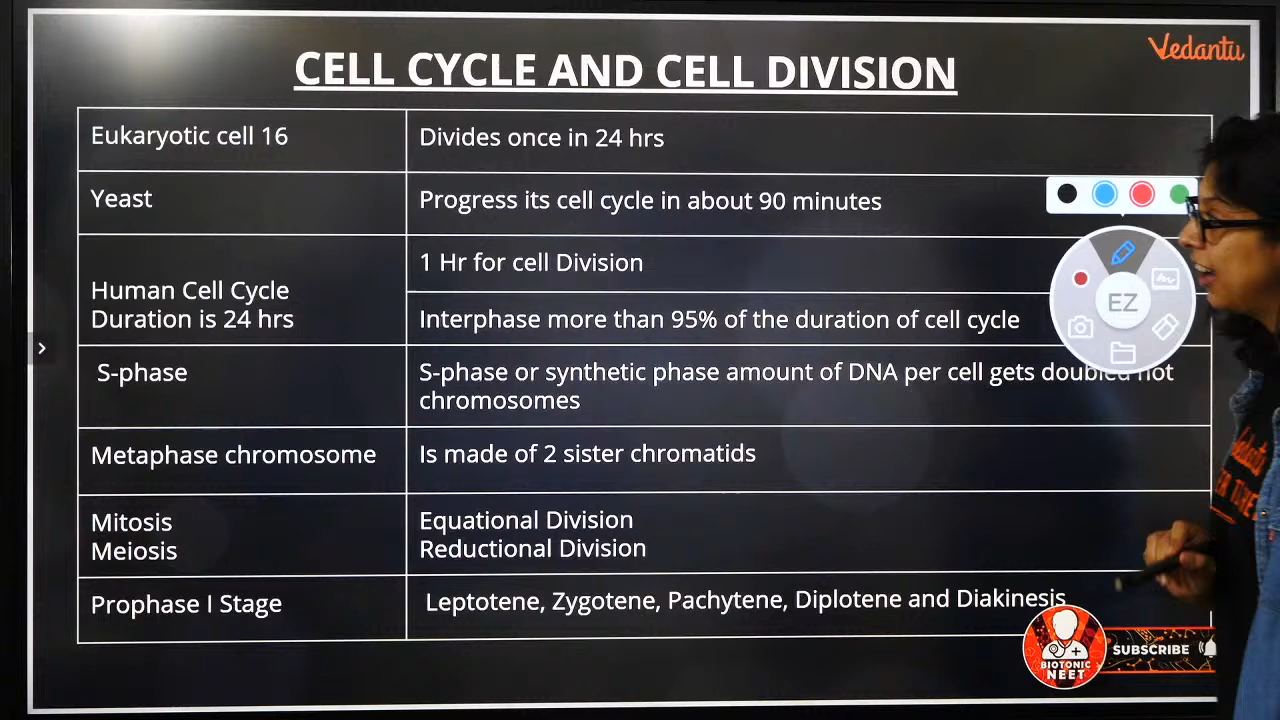 Vedantu
CELL CYCLE AND CELL DIVISION
Eukaryotic cell 16
Divides once in 24 hrs
Yeast
Progress its cell cycle in about 90 minutes
Human Cell Cycle
Duration is 24 hrs
1 Hr for cell Division
Interphase more than 95% of the duration of cell cycle
S-phase
S-phase or synthetic phase amount of DNA per cell gets doubled not
chromosomes
Metaphase chromosome
Is made of 2 sister chromatids
Mitosis
Meiosis
Equational Division
Reductional Division
Prophase I Stage
Leptotene, Zygotene, Pachytene, Diplotene and Diakinesis
EZ
BIOTONIC
NEET
SUBSCRIBE